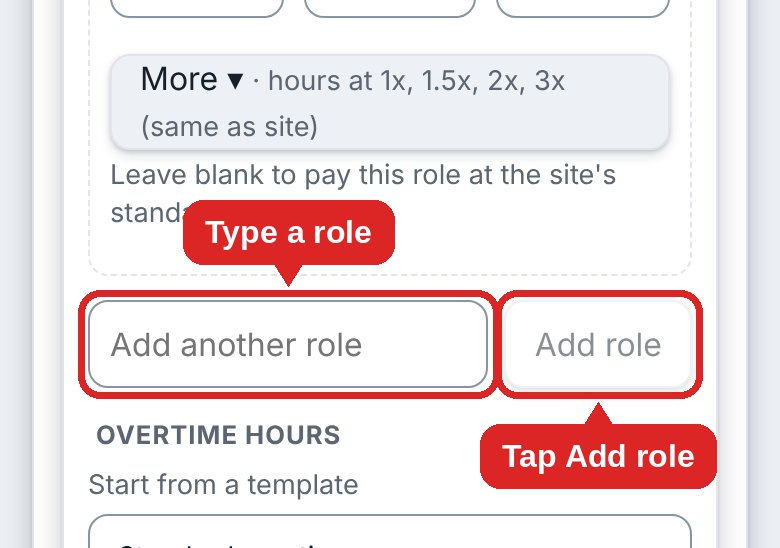 More ▾ · hours at 1x, 1.5x, 2x, 3x
(same as site)
Leave blank to pay this role at the site's
Type a role
Add another role
Add role
Tap Add role
OVERTIME HOURS
Start from a template